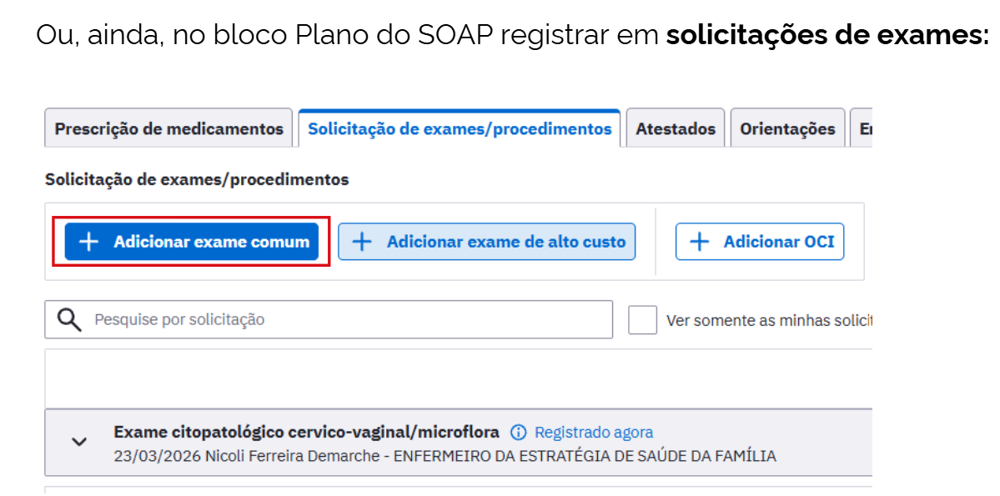 Ou, ainda, no bloco Plano do SOAP registrar em solicitações de exames:
Prescrição de medicamentos Solicitação de exames/procedimentos Atestados Orientações
Solicitação de exames/procedimentos
Adicionar exame comum Adicionar exame de alto custo Adicionar OCI
Pesquise por solicitação Ver somente as minhas
Exame citopatológico cervico-vaginal/microflora Registrado agora
23/03/2026 Nicoli Ferreira Demarche - ENFERMEIRO DA ESTRATÉGIA DE SAÚDE DA FAMÍLIA